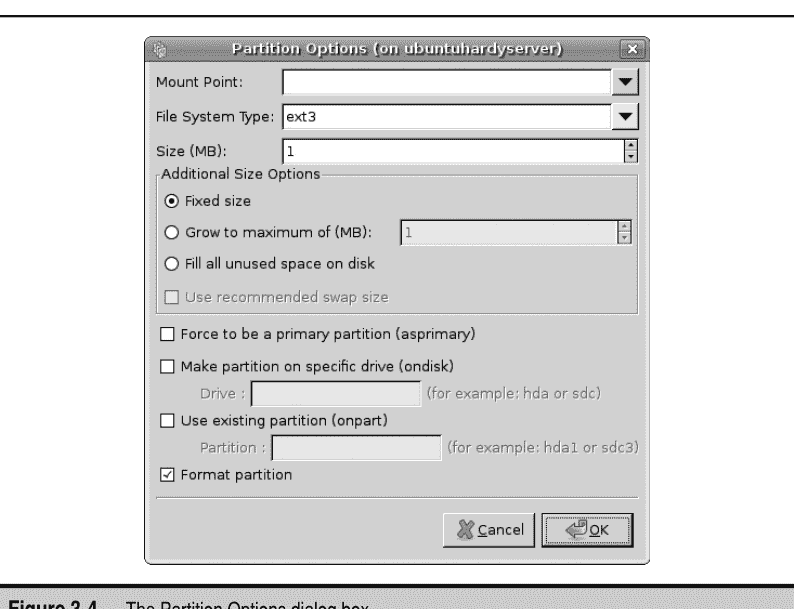 Partition Options (on ubuntuhardyserver)
Mount Point:
File System Type: ext3
Size (MB): 1
Additional Size Options
Fixed size
Grow to maximum of (MB): 1
Fill all unused space on disk
Use recommended swap size
Force to be a primary partition (asprimary)
Make partition on specific drive (ondisk)
Drive : (for example: hda or sdc)
Use existing partition (onpart)
Partition : (for example: hda1 or sdc3)
Format partition
Cancel OK
Figure 3-4. The Partition Options dialog box